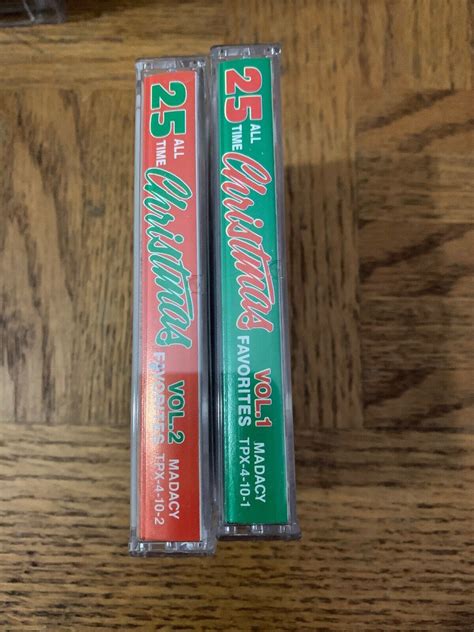 25 ALL
TIME
Christmas
VOL.2
FAVORITES
MADACY
TPX-4-10-2
25 ALL
TIME
Christmas
VOL.1
FAVORITES
MADACY
TPX-4-10-1